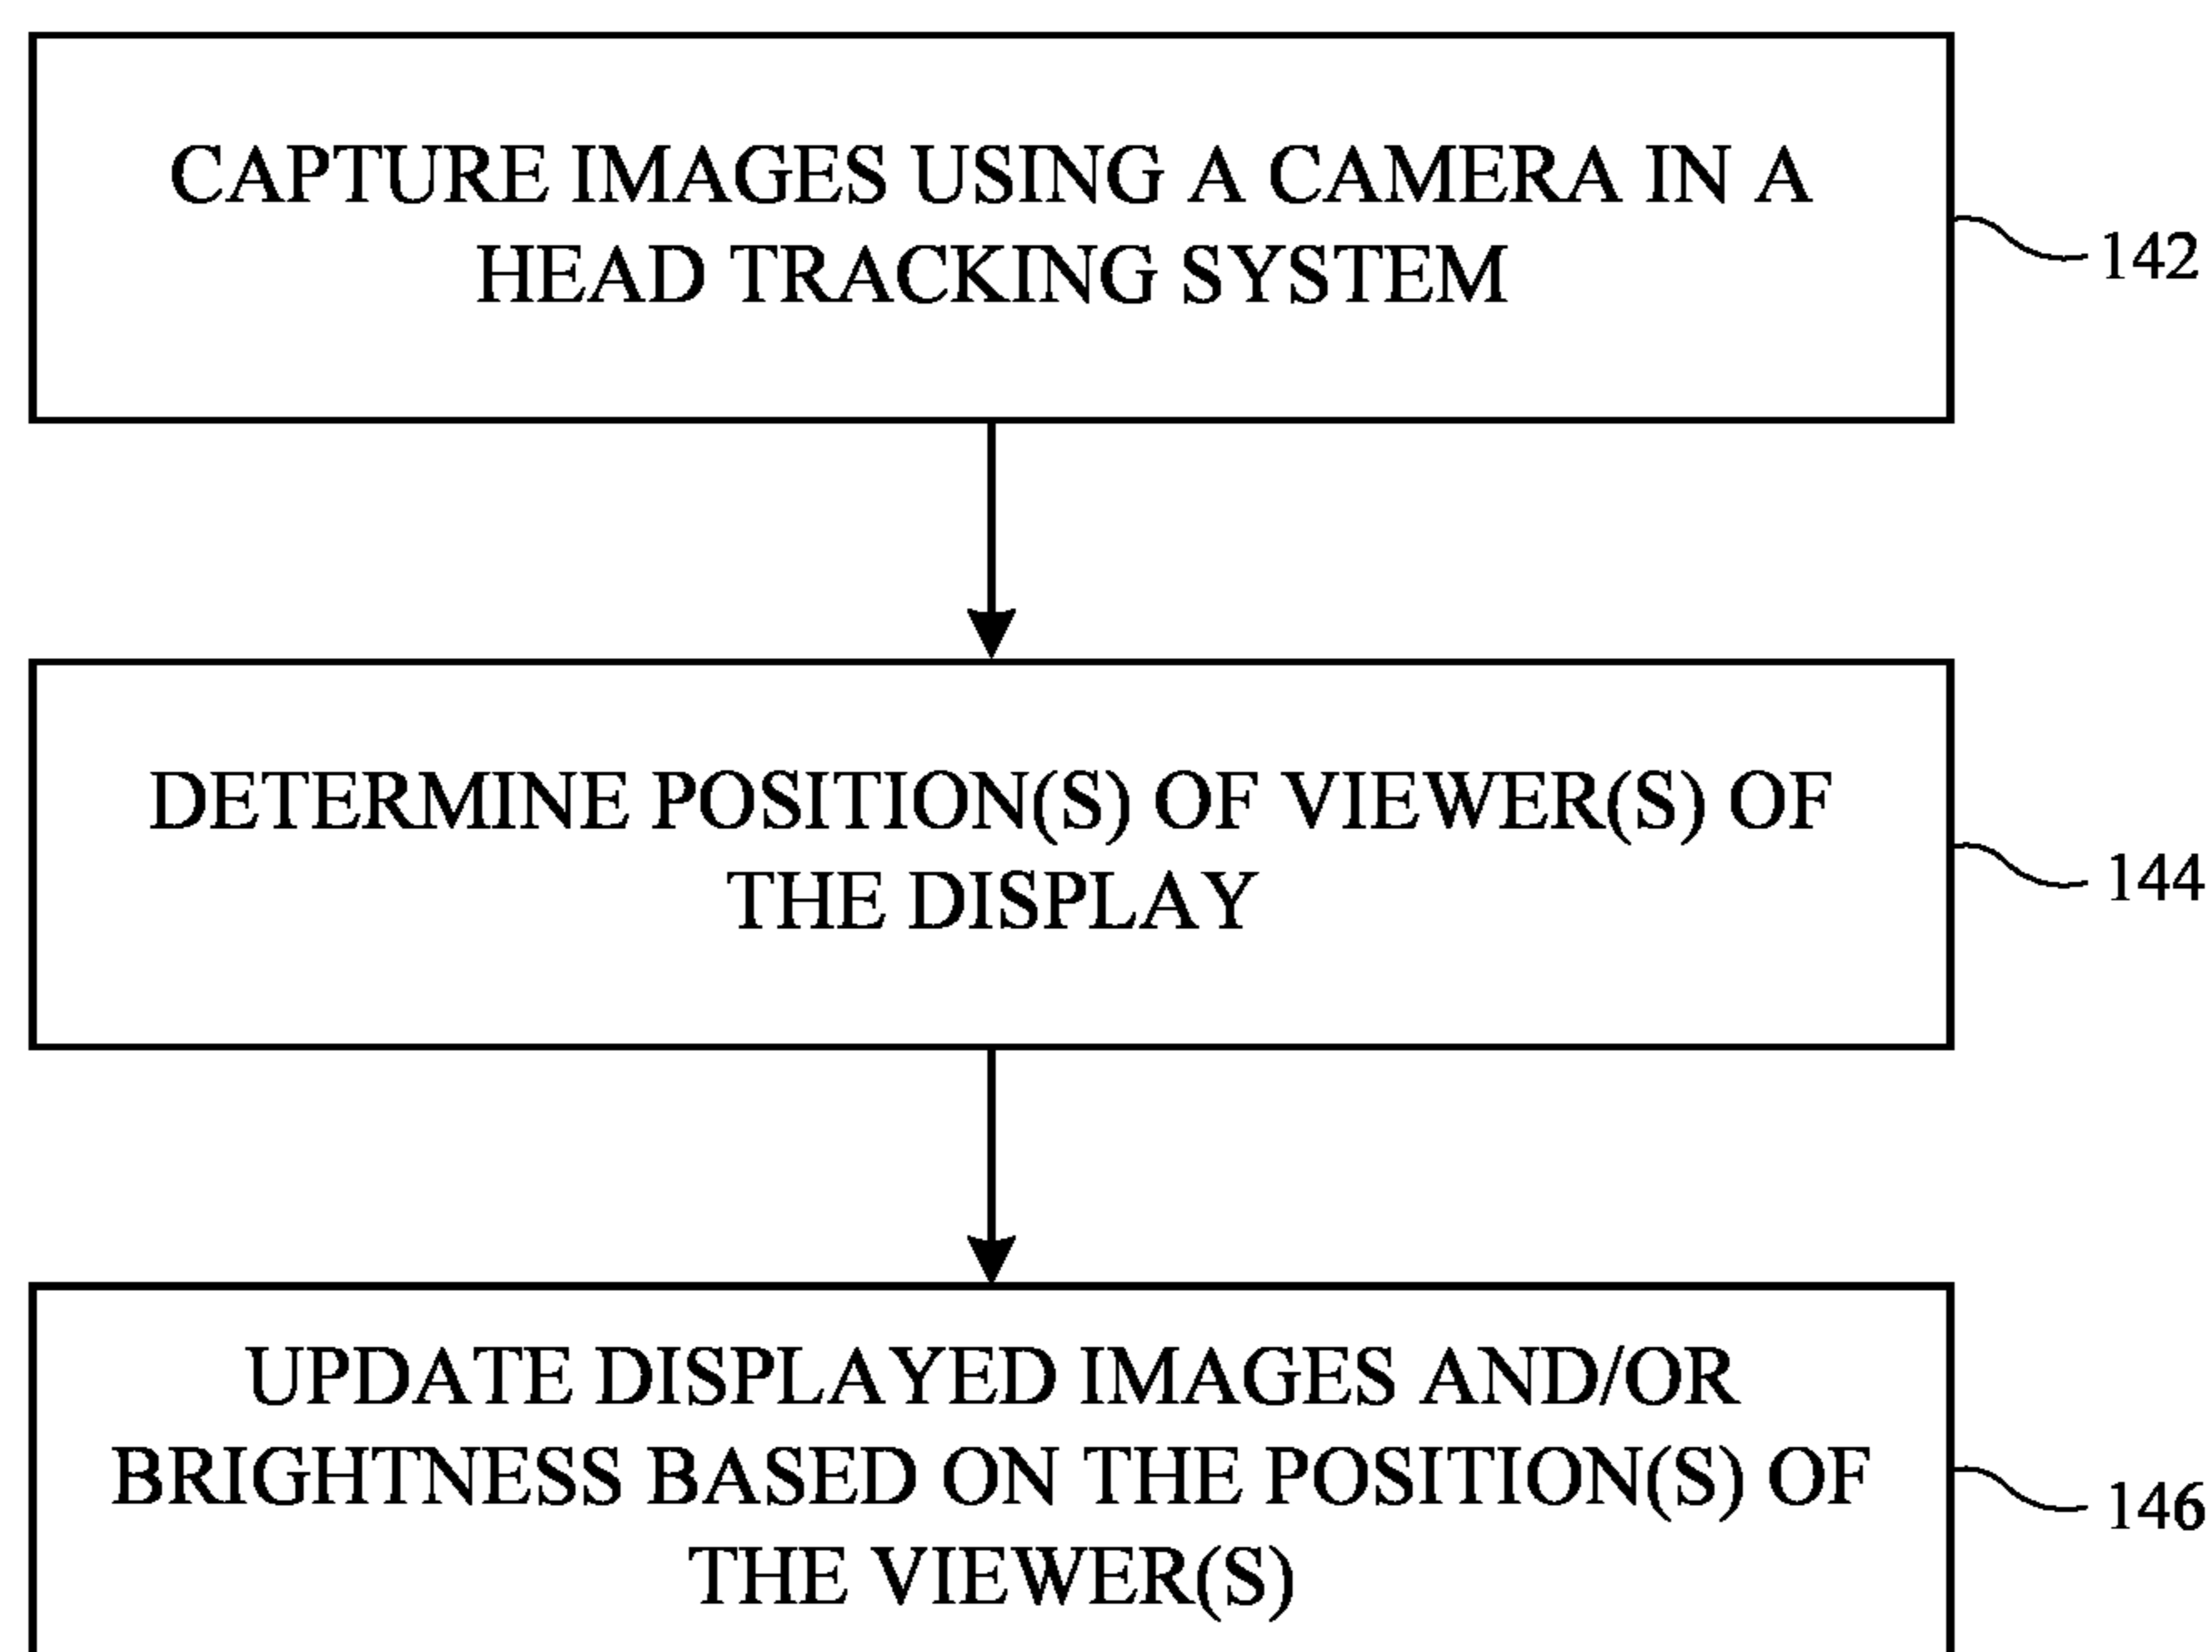 CAPTURE IMAGES USING A CAMERA IN A
HEAD TRACKING SYSTEM
142
DETERMINE POSITION(S) OF VIEWER(S) OF
THE DISPLAY
144
UPDATE DISPLAYED IMAGES AND/OR
BRIGHTNESS BASED ON THE POSITION(S) OF
THE VIEWER(S)
146